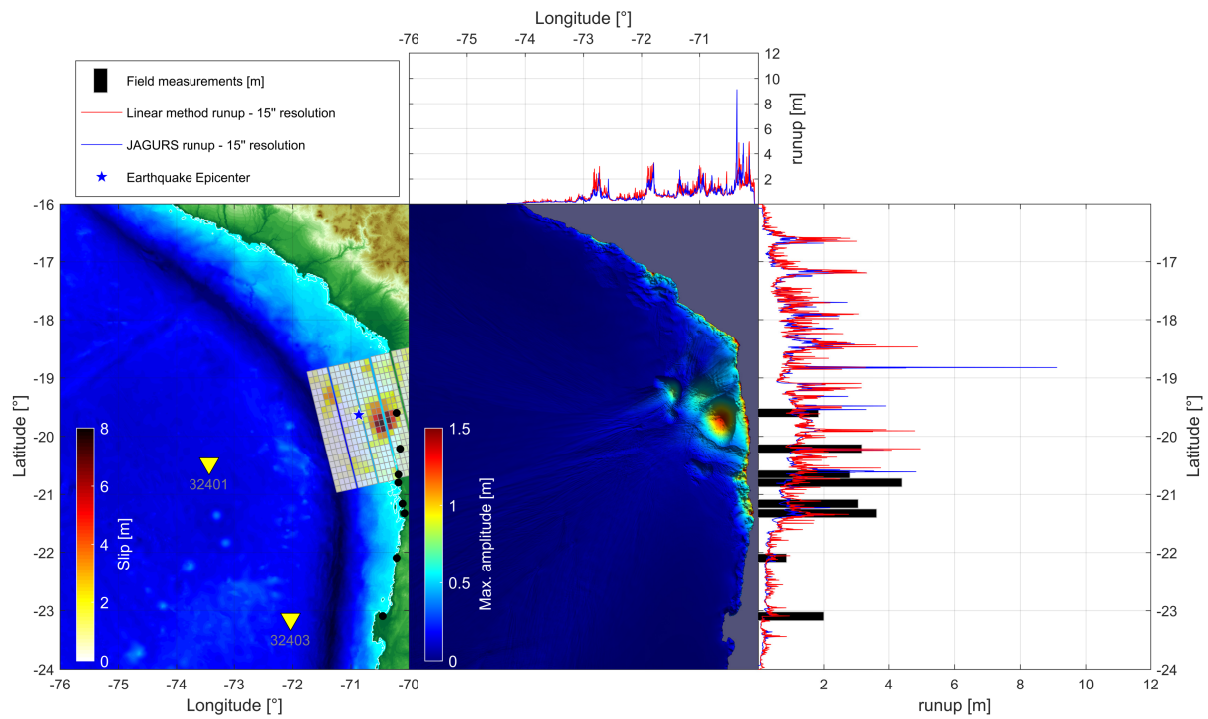 Longitude [°]
-76 -75 -74 -73 -72 -71
12
10
8
6
4
2
runup [m]
Field measurements [m]
Linear method runup - 15" resolution
JAGURS runup - 15" resolution
Earthquake Epicenter
-16
-17
-18
-19
-20
-21
-22
-23
-24
Latitude [°]
32401
32403
8
6
4
2
0
Slip [m]
-76 -75 -74 -73 -72 -71 -70
Longitude [°]
1.5
1
0.5
0
Max. amplitude [m]
-17
-18
-19
-20
-21
-22
-23
-24
Latitude [°]
2 4 6 8 10 12
runup [m]